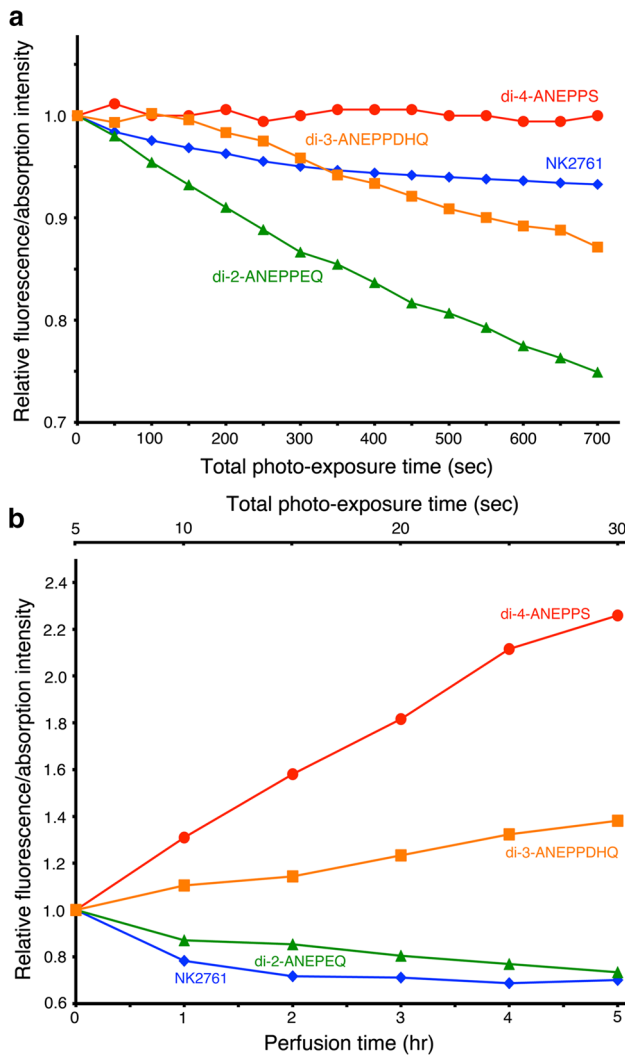 a
Relative fluorescence/absorption intensity
1.0
0.9
0.8
0.7
di-4-ANEPPS
di-3-ANEPPDHQ
NK2761
di-2-ANEPPEQ
0 100 200 300 400 500 600 700
Total photo-exposure time (sec)
b
Total photo-exposure time (sec)
5 10 20 30
Relative fluorescence/absorption intensity
2.4
2.2
2.0
1.8
1.6
1.4
1.2
1.0
0.8
0.6
di-4-ANEPPS
di-3-ANEPPDHQ
di-2-ANEPEQ
NK2761
0 1 2 3 4 5
Perfusion time (hr)